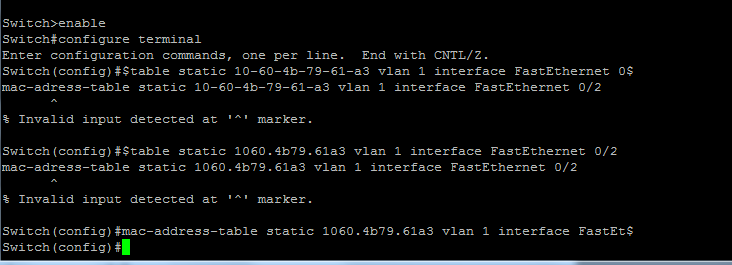 Switch>enable
Switch#configure terminal
Enter configuration commands, one per line.  End with CNTL/Z.
Switch(config)#$table static 10-60-4b-79-61-a3 vlan 1 interface FastEthernet 0$
mac-adress-table static 10-60-4b-79-61-a3 vlan 1 interface FastEthernet 0/2
^
% Invalid input detected at '^' marker.
Switch(config)#$table static 1060.4b79.61a3 vlan 1 interface FastEthernet 0/2
mac-adress-table static 1060.4b79.61a3 vlan 1 interface FastEthernet 0/2
^
% Invalid input detected at '^' marker.
Switch(config)#mac-address-table static 1060.4b79.61a3 vlan 1 interface FastEt$
Switch(config)#